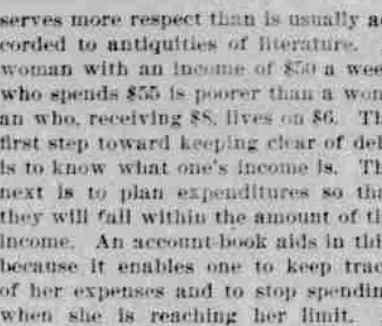 serves more respect than is usually a
corded to antiquities of literature.
woman with an income of $50 a wee
who spends $55 is poorer than a wom
an who, receiving $8, lives on $6. Th
first step toward keeping clear of deb
is to know what one's income is. Th
next is to plan expenditures so tha
they will fall within the amount of th
income. An account-book aids in this
because it enables one to keep trac
of her expenses and to stop spendin
when she is reaching her limit.